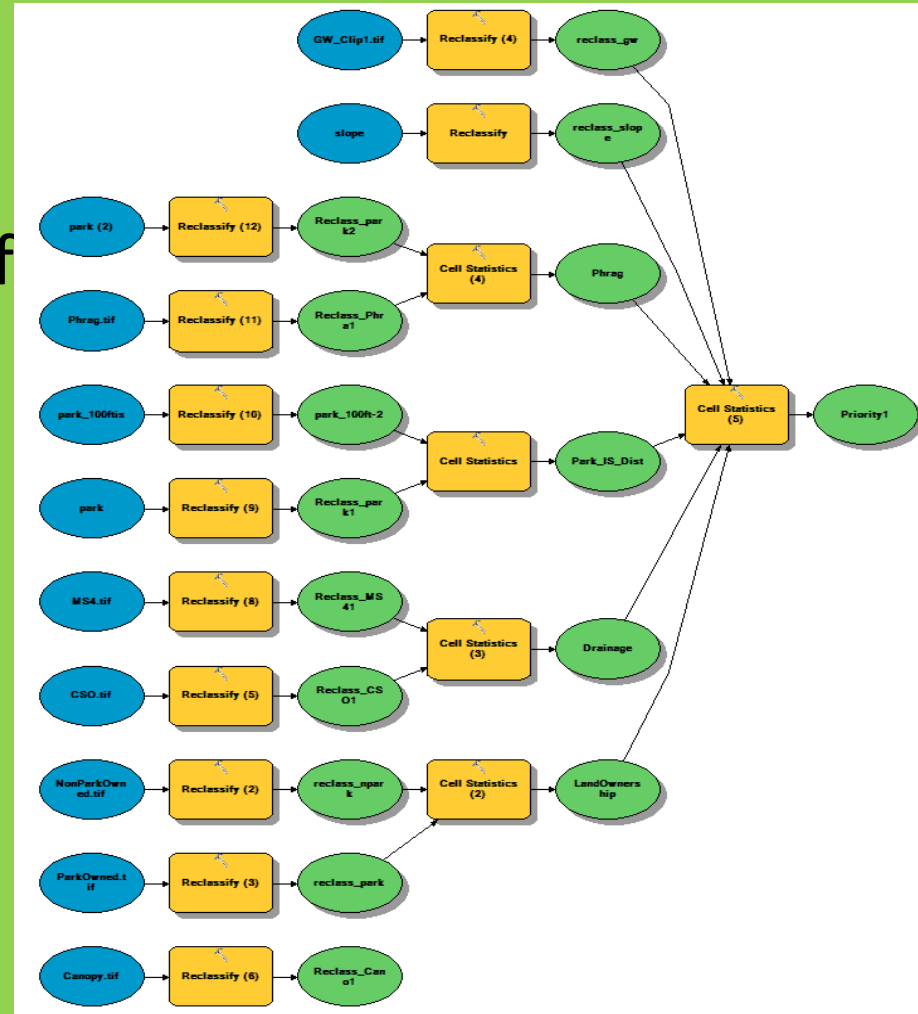 GW_Clip1.tif
Reclassify (4)
reclass_gw
slope
Reclassify
reclass_slop
e
park (2)
Reclassify (12)
Reclass_par
k2
f
Cell Statistics
(4)
Phrag
Phrag.tif
Reclassify (11)
Reclass_Phr
a1
park_100ftis
Reclassify (10)
park_100ft-2
Cell Statistics
(5)
Priority1
Cell Statistics
Park_IS_Dist
park
Reclassify (9)
Reclass_par
k1
MS4.tif
Reclassify (8)
Reclass_MS
41
Cell Statistics
(3)
Drainage
CSO.tif
Reclassify (5)
Reclass_CS
O1
NonParkOwn
ed.tif
Reclassify (2)
reclass_npar
k
Cell Statistics
(2)
LandOwners
hip
ParkOwned.t
if
Reclassify (3)
reclass_park
Canopy.tif
Reclassify (6)
Reclass_Can
o1